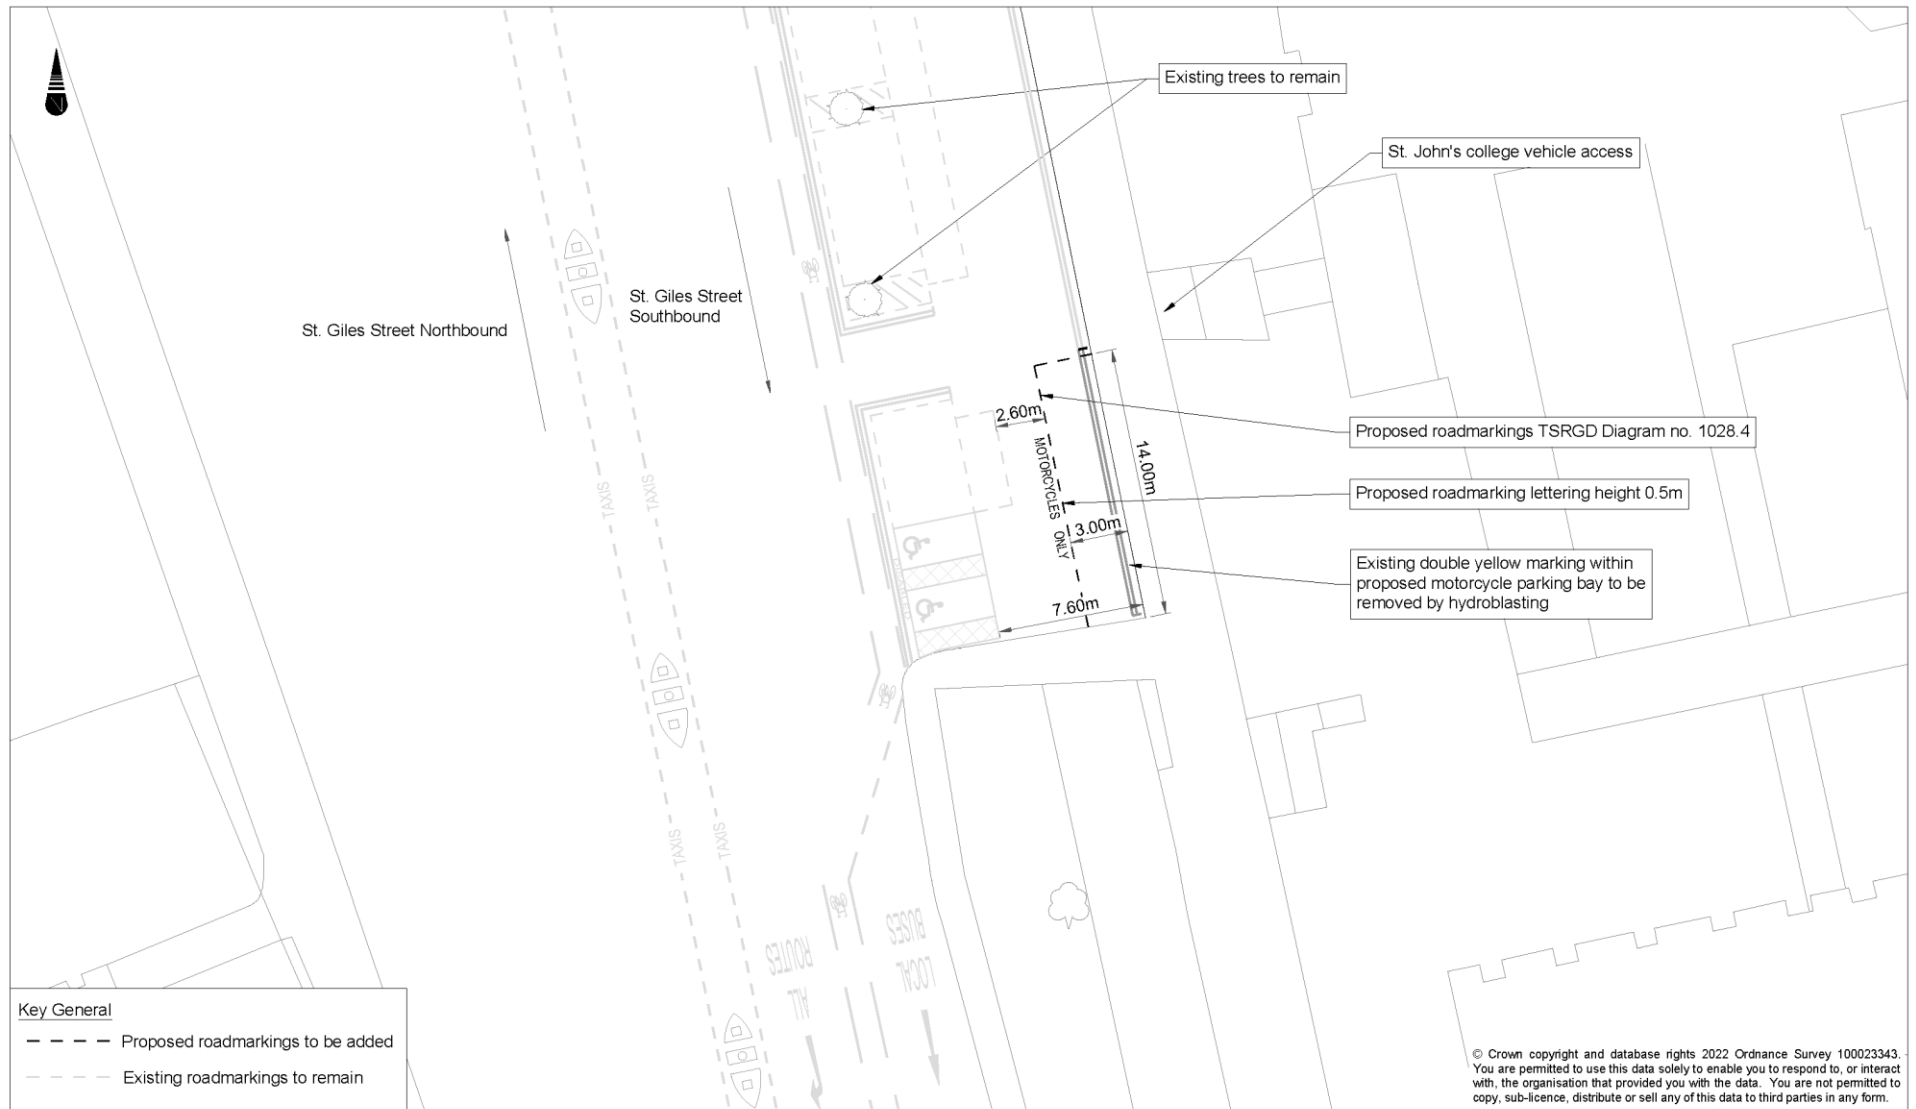 Existing trees to remain
St. John's college vehicle access
St. Giles Street
Southbound
St. Giles Street Northbound
2.60m
Proposed roadmarkings TSRGD Diagram no. 1028.4
MOTORCYCLES ONLY
14.00m
Proposed roadmarking lettering height 0.5m
3.00m
Existing double yellow marking within
proposed motorcycle parking bay to be
removed by hydroblasting
7.60m
DISABLED
TAXIS
TAXIS
TAXIS
TAXIS
ALL
ROUTES
LOCAL
BUSES
Key General
Proposed roadmarkings to be added
Existing roadmarkings to remain
© Crown copyright and database rights 2022 Ordnance Survey 100023343.
You are permitted to use this data solely to enable you to respond to, or interact
with, the organisation that provided you with the data. You are not permitted to
copy, sub-licence, distribute or sell any of this data to third parties in any form.
N